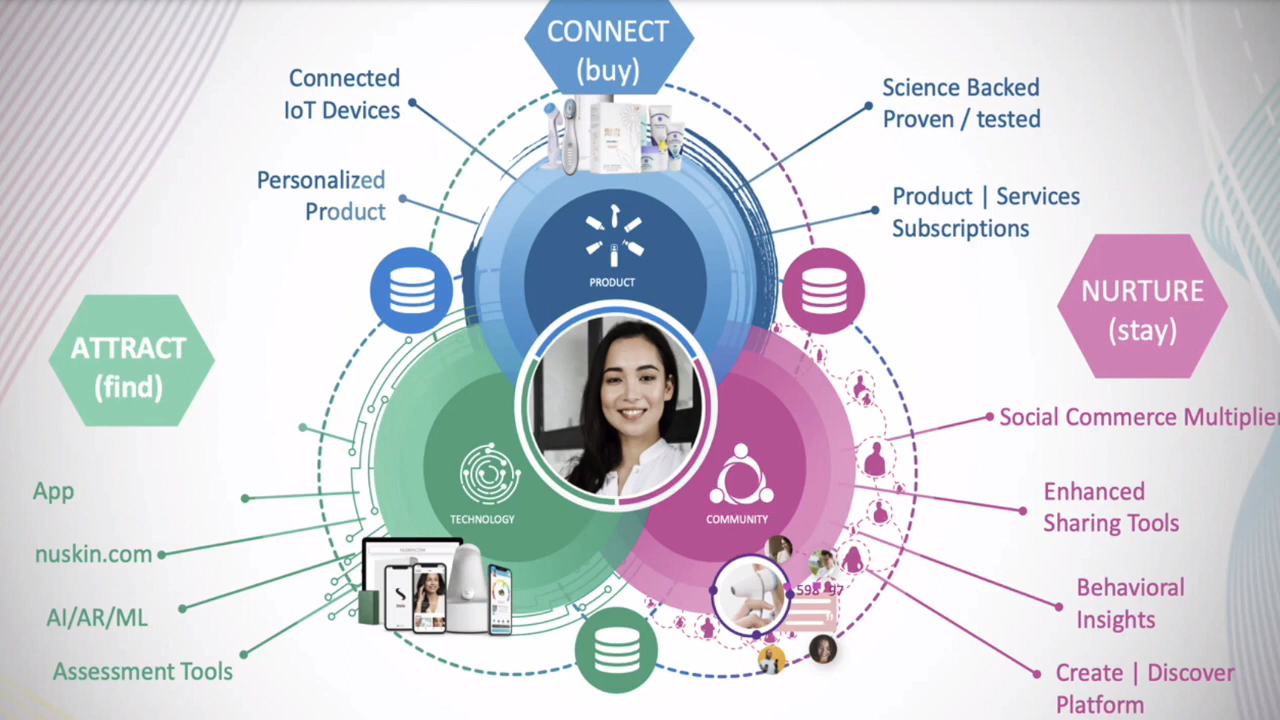 CONNECT
(buy)
Connected
IoT Devices
Personalized
Product
Science Backed
Proven / tested
Product | Services
Subscriptions
PRODUCT
ATTRACT
(find)
NURTURE
(stay)
App
nuskin.com
AI/AR/ML
Assessment Tools
TECHNOLOGY
COMMUNITY
Social Commerce Multiplier
Enhanced
Sharing Tools
Behavioral
Insights
Create | Discover
Platform
598
97